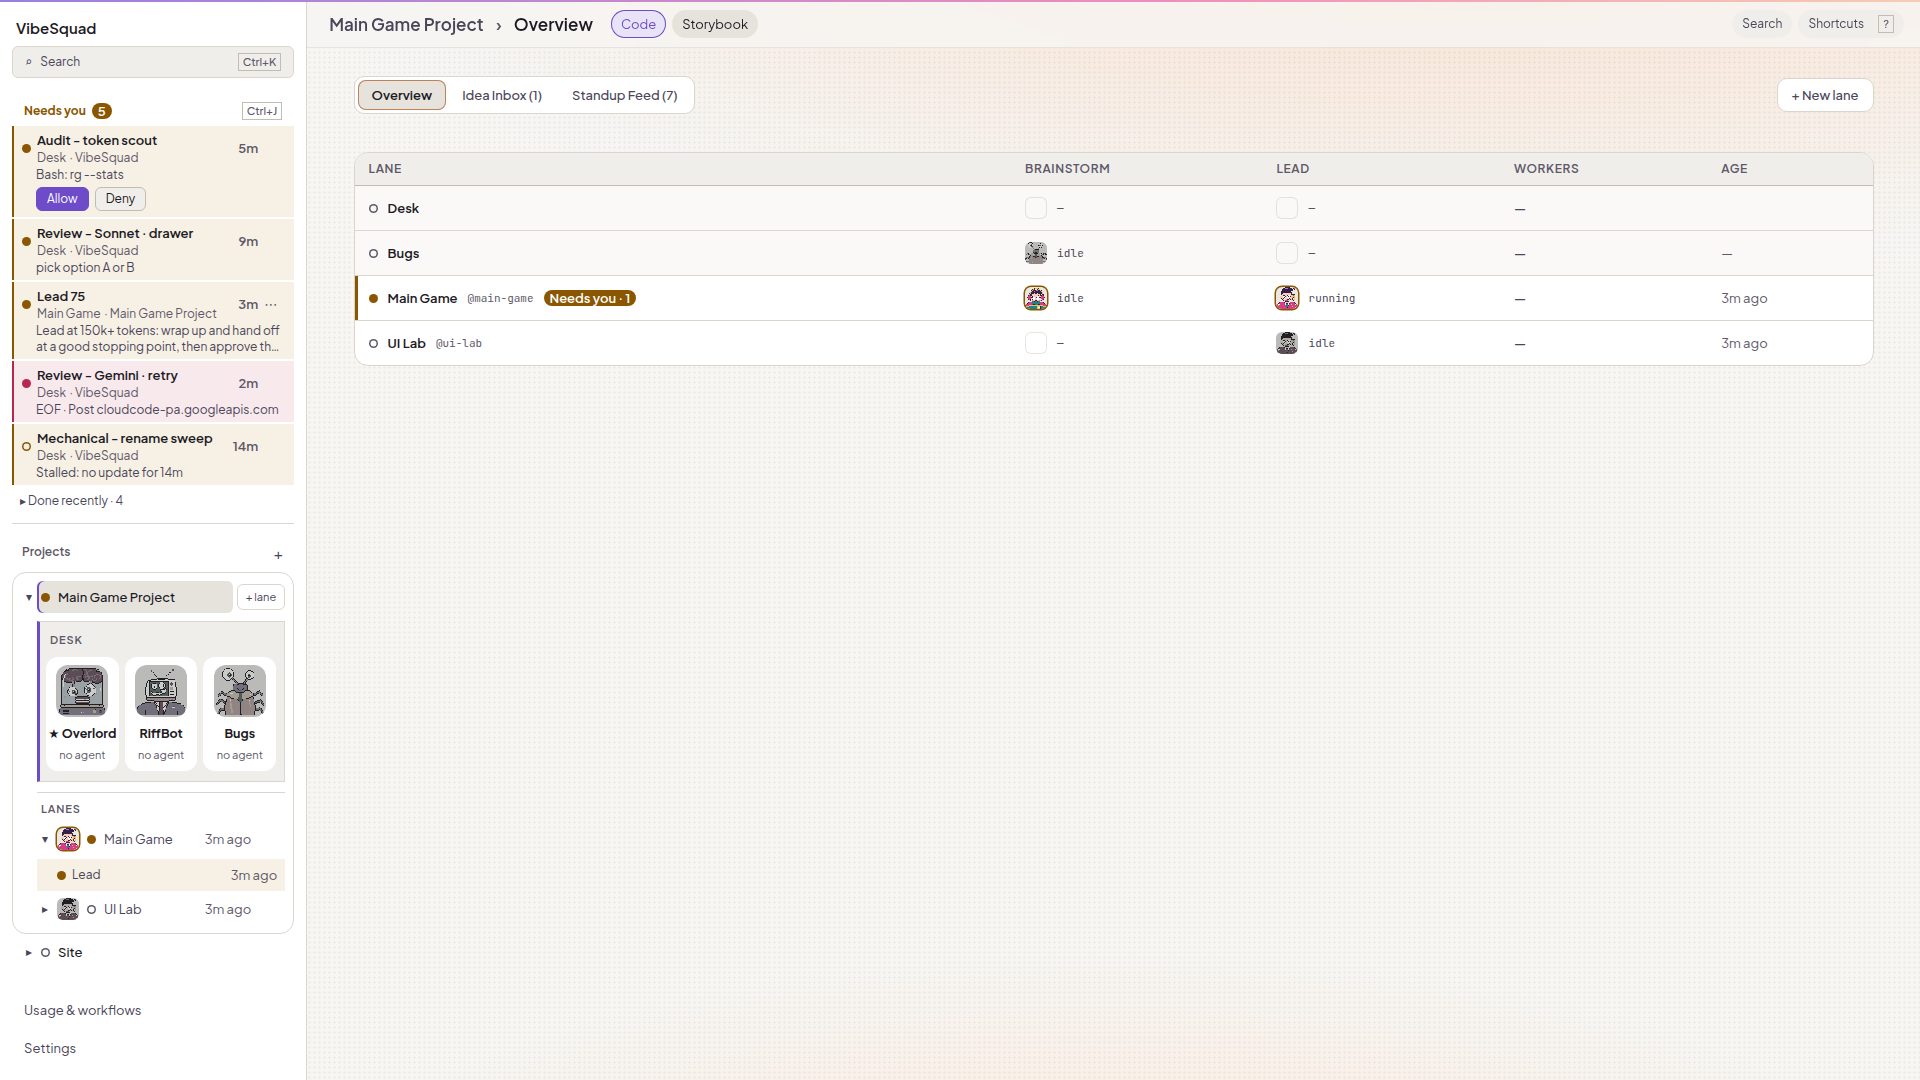 VibeSquad
Search Ctrl+K
Needs you 5 Ctrl+J
Audit – token scout 5m
Desk · VibeSquad
Bash: rg --stats
Allow Deny
Review – Sonnet · drawer 9m
Desk · VibeSquad
pick option A or B
Lead 75 3m ···
Main Game · Main Game Project
Lead at 150k+ tokens: wrap up and hand off
at a good stopping point, then approve th…
Review – Gemini · retry 2m
Desk · VibeSquad
EOF · Post cloudcode-pa.googleapis.com
Mechanical – rename sweep 14m
Desk · VibeSquad
Stalled: no update for 14m
▸ Done recently · 4
Projects +
▾ Main Game Project + lane
DESK
★ Overlord RiffBot Bugs
no agent no agent no agent
LANES
▾ Main Game 3m ago
Lead 3m ago
▸ UI Lab 3m ago
▸ Site
Usage & workflows
Settings
Main Game Project › Overview Code Storybook Search Shortcuts ?
Overview Idea Inbox (1) Standup Feed (7) + New lane
LANE BRAINSTORM LEAD WORKERS AGE
Desk – – —
Bugs idle – — —
Main Game @main-game Needs you · 1 idle running — 3m ago
UI Lab @ui-lab – idle — 3m ago